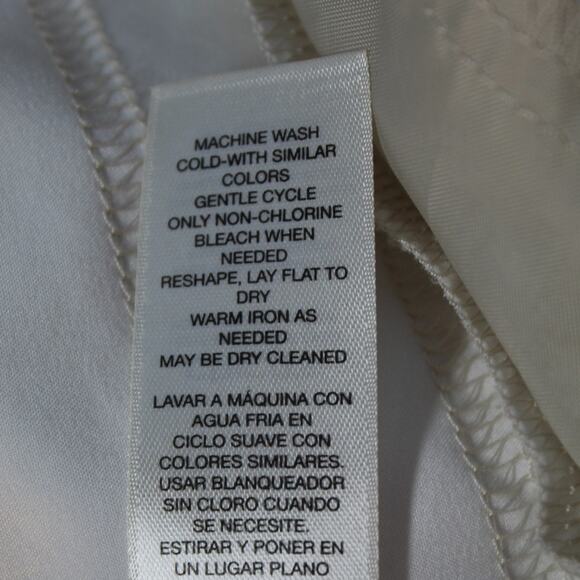 MACHINE WASH
COLD-WITH SIMILAR
COLORS
GENTLE CYCLE
ONLY NON-CHLORINE
BLEACH WHEN
NEEDED
RESHAPE, LAY FLAT TO
DRY
WARM IRON AS
NEEDED
MAY BE DRY CLEANED
LAVAR A MÁQUINA CON
AGUA FRIA EN
CICLO SUAVE CON
COLORES SIMILARES.
USAR BLANQUEADOR
SIN CLORO CUANDO
SE NECESITE.
ESTIRAR Y PONER EN
UN LUGAR PLANO